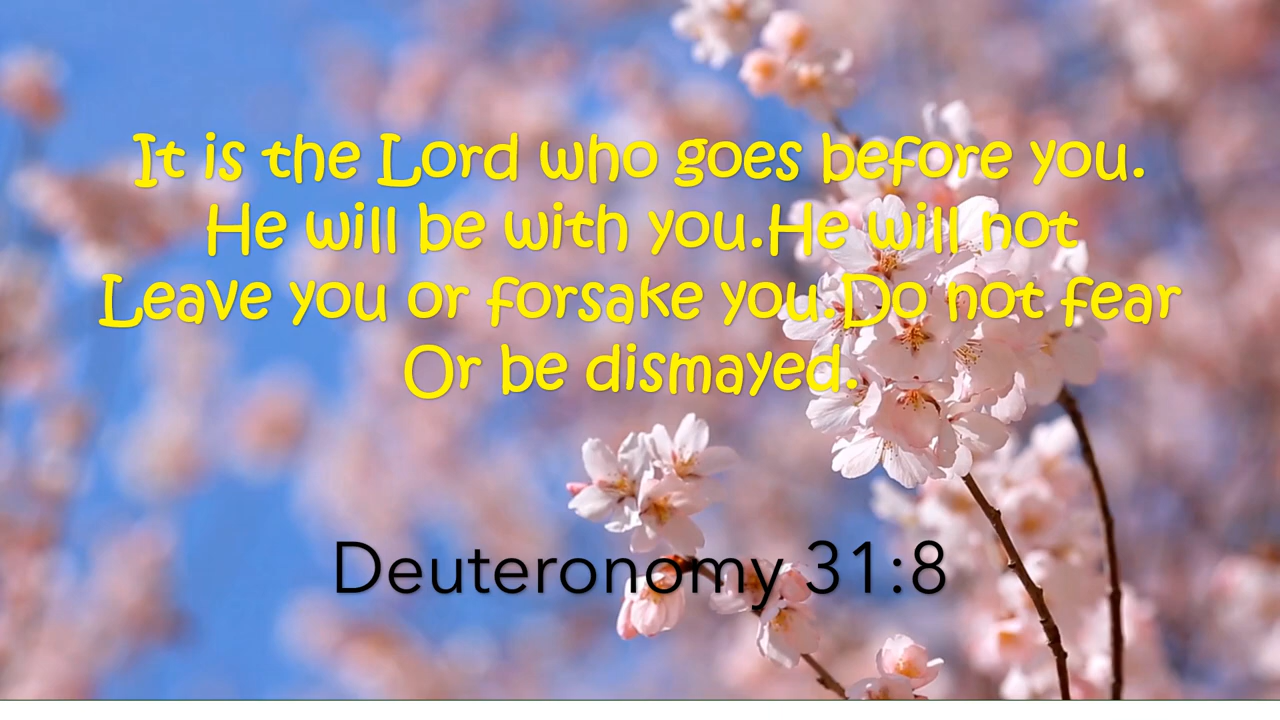 It is the Lord who goes before you.
He will be with you.He will not
Leave you or forsake you.Do not fear
Or be dismayed.
Deuteronomy 31:8